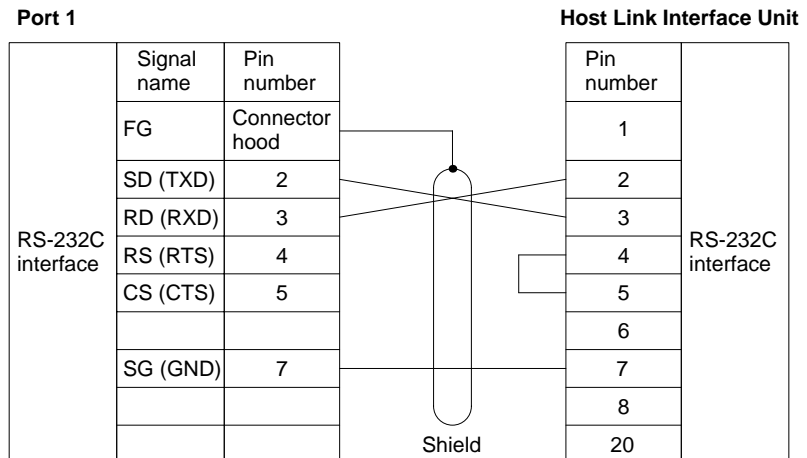 Port 1 Host Link Interface Unit
Signal name Pin number Pin number
FG Connector hood 1
SD (TXD) 2 2
RD (RXD) 3 3
RS-232C interface RS (RTS) 4 4 RS-232C interface
CS (CTS) 5 5
6
SG (GND) 7 7
8
Shield 20